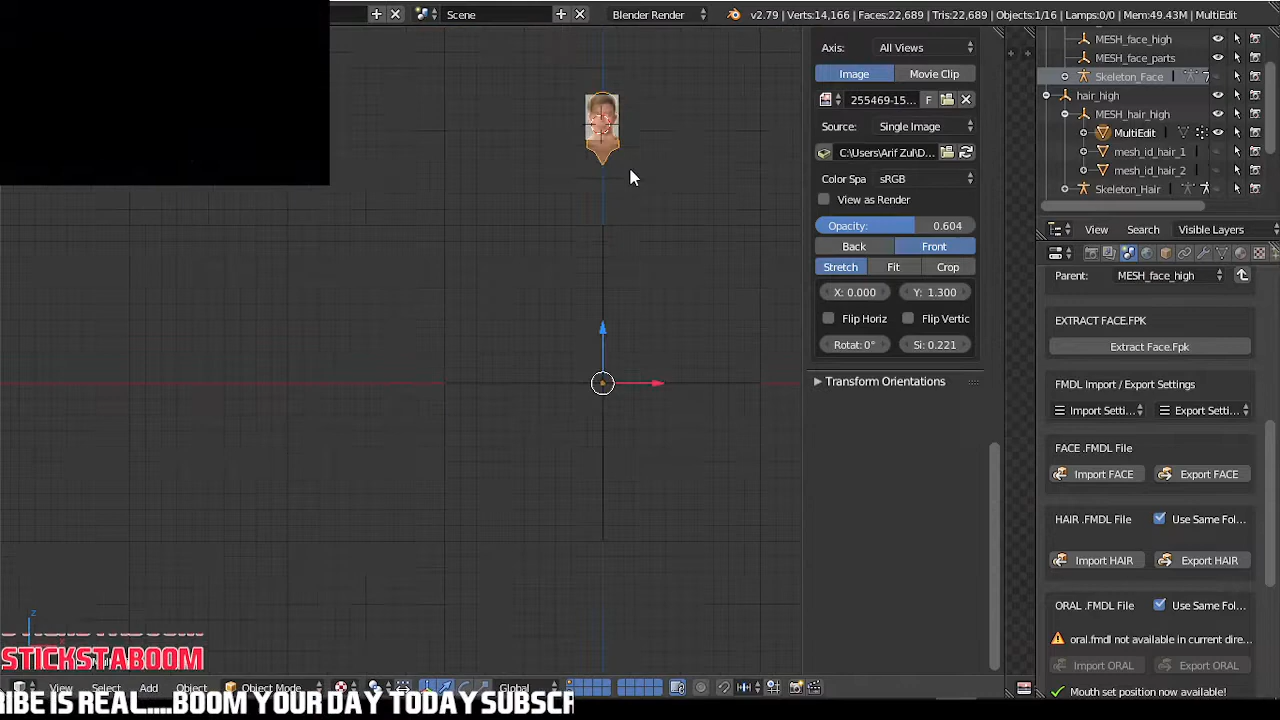 Scene
Blender Render
v2.79 | Verts:14,166 | Faces:22,689 | Tris:22,689 | Objects:1/16 | Lamps:0/0 | Mem:49.43M | MultiEdit
Axis: All Views
Image Movie Clip
255469-15... F
Source: Single Image
C:\Users\Arif Zul\D...
Color Spa sRGB
View as Render
Opacity: 0.604
Back Front
Stretch Fit Crop
X: 0.000 Y: 1.300
Flip Horiz Flip Vertic
Rotat: 0° Si: 0.221
Transform Orientations
MESH_face_high
MESH_face_parts
Skeleton_Face
hair_high
MESH_hair_high
MultiEdit
mesh_id_hair_1
mesh_id_hair_2
Skeleton_Hair
View Search Visible Layers
Parent: MESH_face_high
EXTRACT FACE.FPK
Extract Face.Fpk
FMDL Import / Export Settings
Import Setti... Export Setti...
FACE .FMDL File
Import FACE Export FACE
HAIR .FMDL File Use Same Fol...
Import HAIR Export HAIR
ORAL .FMDL File Use Same Fol...
oral.fmdl not available in current dire...
Import ORAL Export ORAL
Mouth set position now available!
z
STICKSTABOOM
View Select Add Object Object Mode Global
RIBE IS REAL....BOOM YOUR DAY TODAY SUBSCR